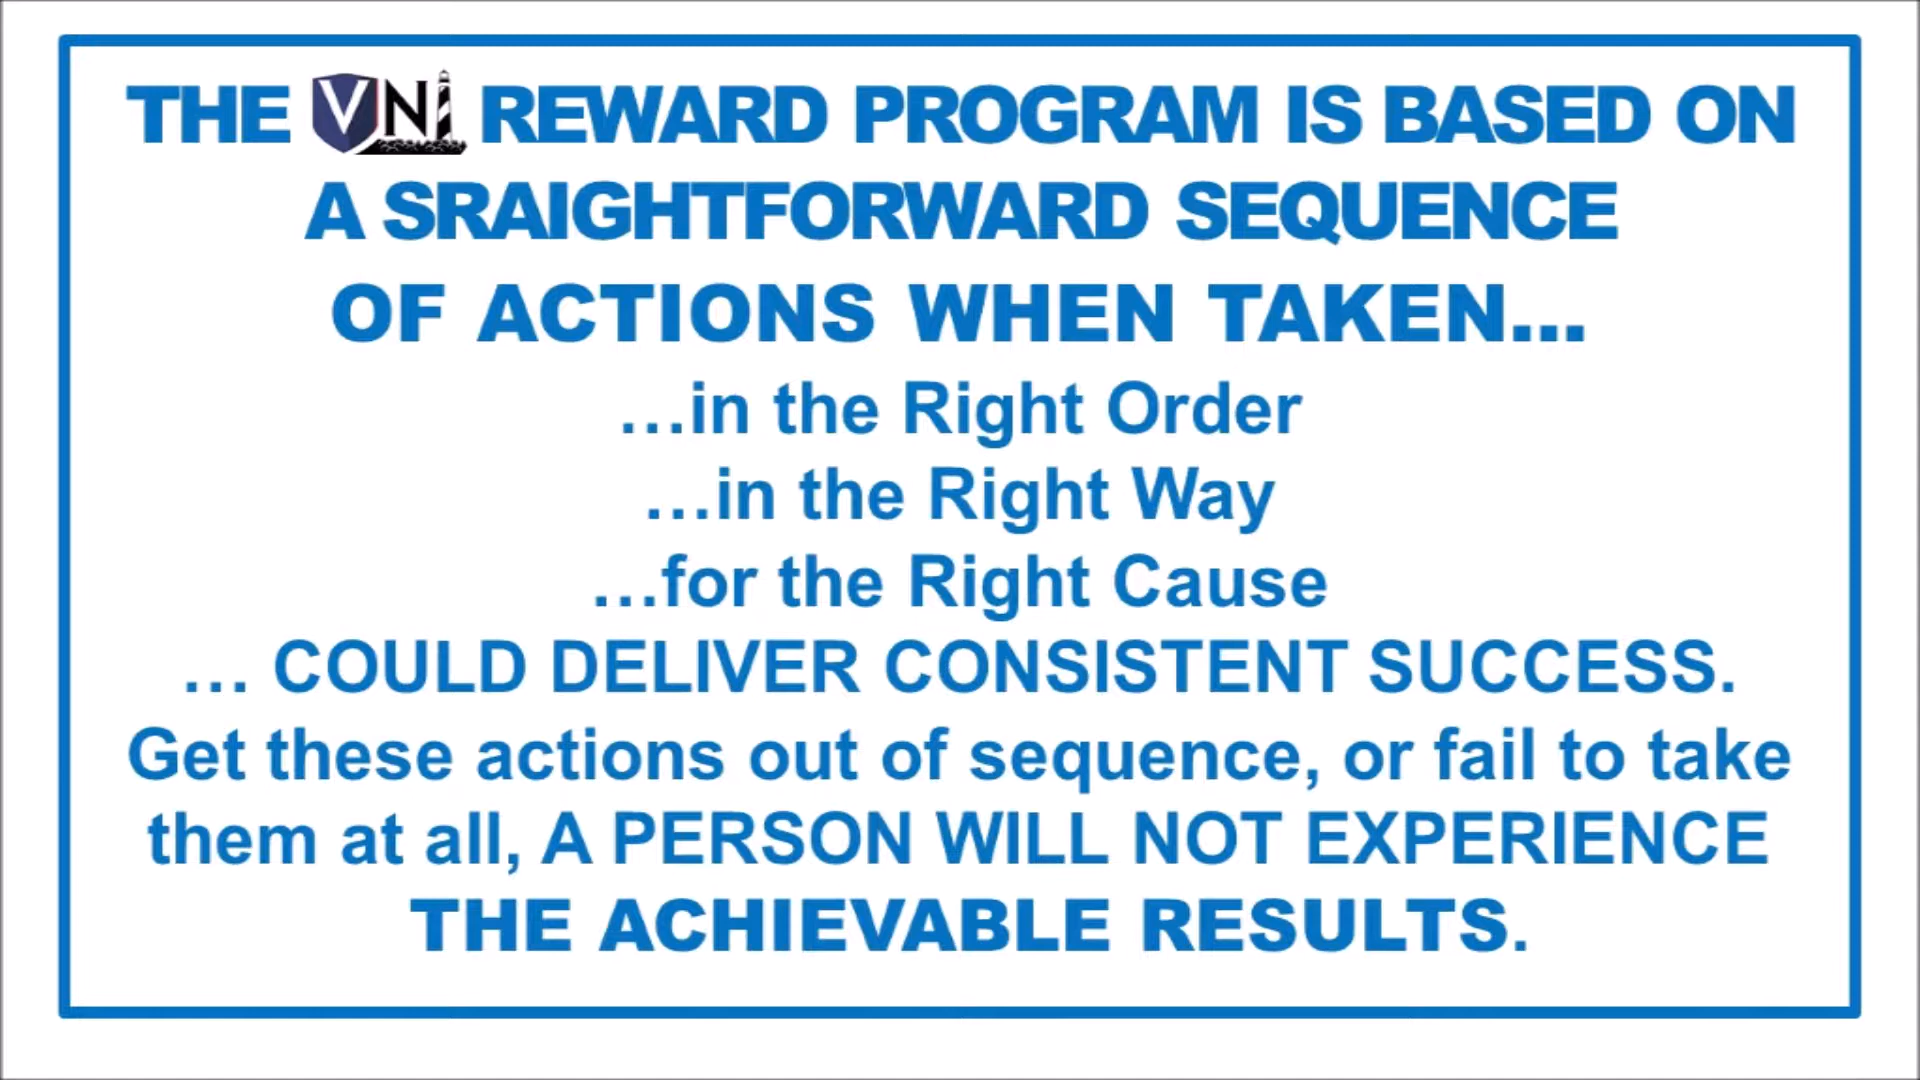 THE VNI REWARD PROGRAM IS BASED ON
A SRAIGHTFORWARD SEQUENCE
OF ACTIONS WHEN TAKEN...
...in the Right Order
...in the Right Way
...for the Right Cause
... COULD DELIVER CONSISTENT SUCCESS.
Get these actions out of sequence, or fail to take
them at all, A PERSON WILL NOT EXPERIENCE
THE ACHIEVABLE RESULTS.